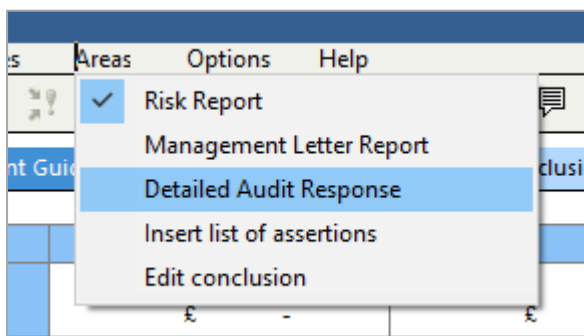 es Areas Options Help
Risk Report
Management Letter Report
nt Guid clusi
Detailed Audit Response
Insert list of assertions
Edit conclusion
£ - £